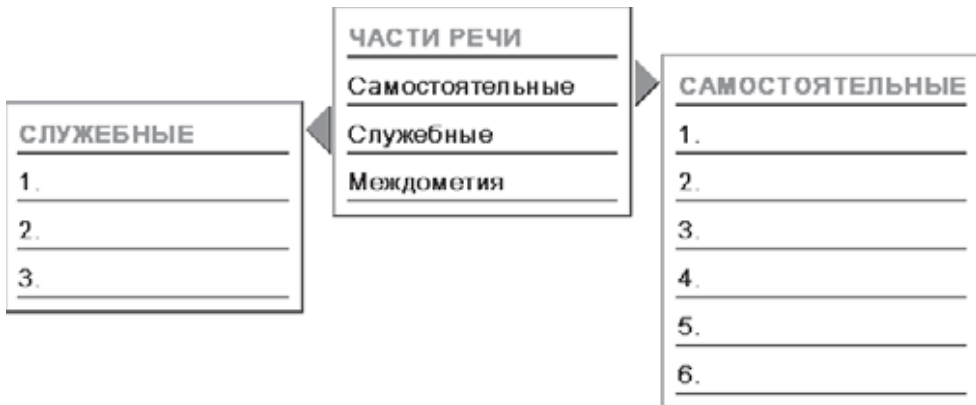 ЧАСТИ РЕЧИ
Самостоятельные
Служебные
Междометия
СЛУЖЕБНЫЕ
1.
2.
3.
САМОСТОЯТЕЛЬНЫЕ
1.
2.
3.
4.
5.
6.